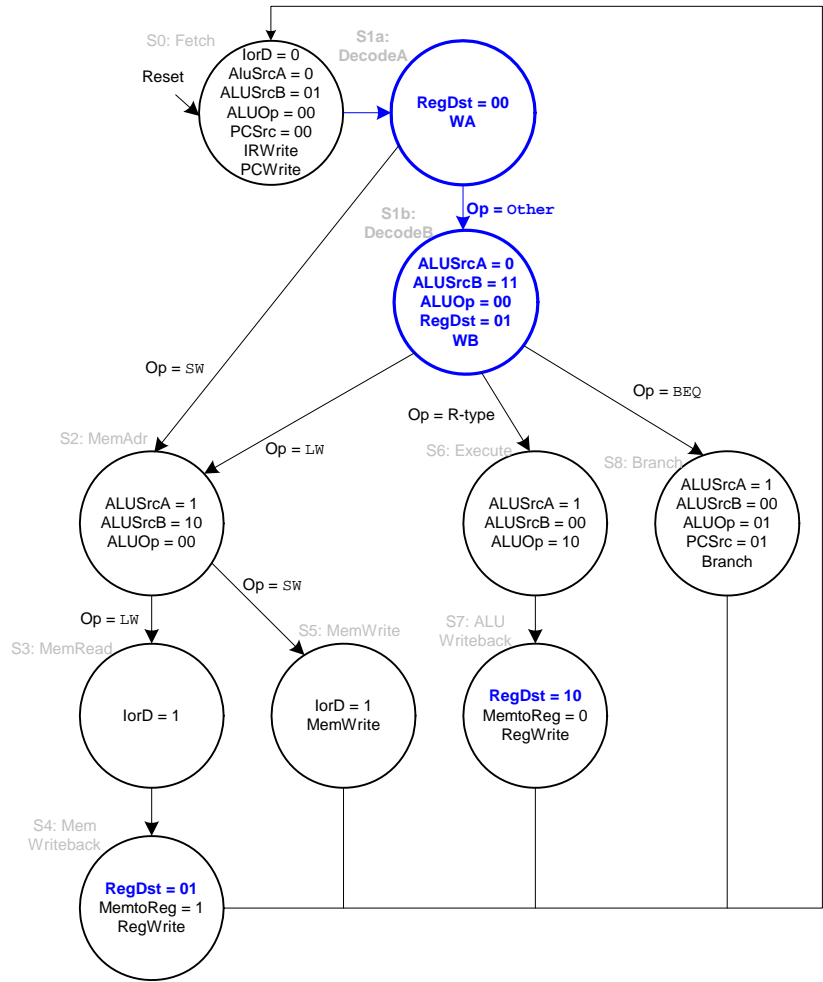 S0: Fetch
Reset
IorD = 0
AluSrcA = 0
ALUSrcB = 01
ALUOp = 00
PCSrc = 00
IRWrite
PCWrite
S1a:
DecodeA
RegDst = 00
WA
Op = Other
S1b:
DecodeB
ALUSrcA = 0
ALUSrcB = 11
ALUOp = 00
RegDst = 01
WB
Op = SW
Op = LW
Op = R-type
Op = BEQ
S2: MemAdr
ALUSrcA = 1
ALUSrcB = 10
ALUOp = 00
S6: Execute
ALUSrcA = 1
ALUSrcB = 00
ALUOp = 10
S8: Branch
ALUSrcA = 1
ALUSrcB = 00
ALUOp = 01
PCSrc = 01
Branch
Op = LW
Op = SW
S3: MemRead
IorD = 1
S5: MemWrite
IorD = 1
MemWrite
S7: ALU
Writeback
RegDst = 10
MemtoReg = 0
RegWrite
S4: Mem
Writeback
RegDst = 01
MemtoReg = 1
RegWrite